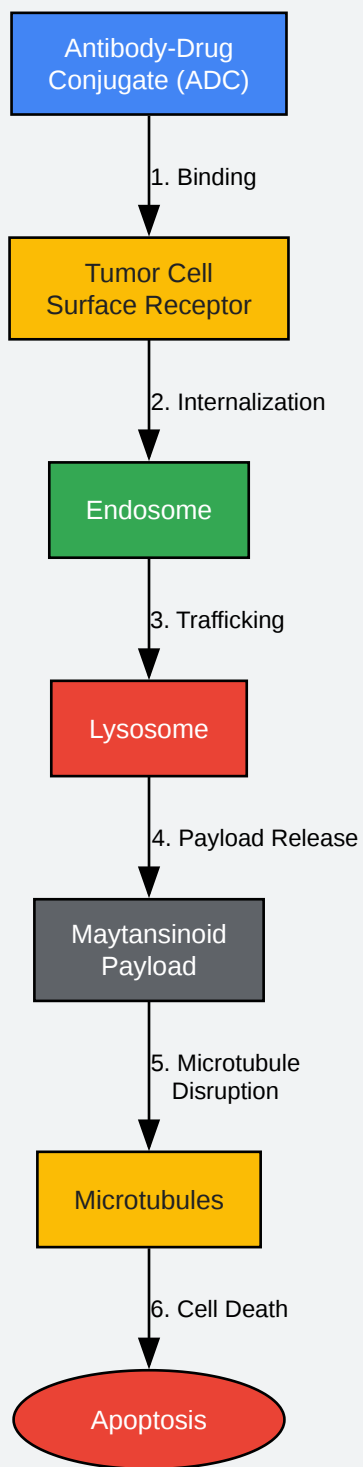 Antibody-Drug
Conjugate (ADC)
1. Binding
Tumor Cell
Surface Receptor
2. Internalization
Endosome
3. Trafficking
Lysosome
4. Payload Release
Maytansinoid
Payload
5. Microtubule
Disruption
Microtubules
6. Cell Death
Apoptosis